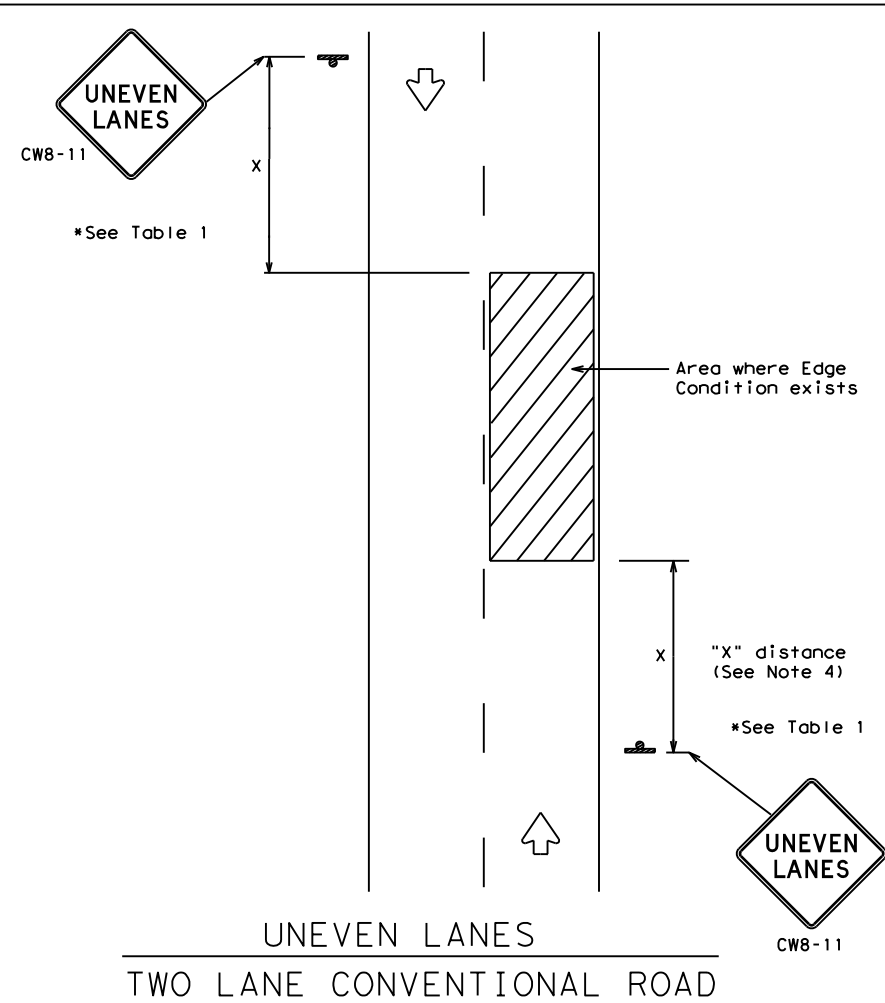 UNEVEN
LANES
CW8-11
X
*See Table 1
Area where Edge
Condition exists
X
"X" distance
(See Note 4)
*See Table 1
UNEVEN
LANES
CW8-11
UNEVEN LANES
TWO LANE CONVENTIONAL ROAD